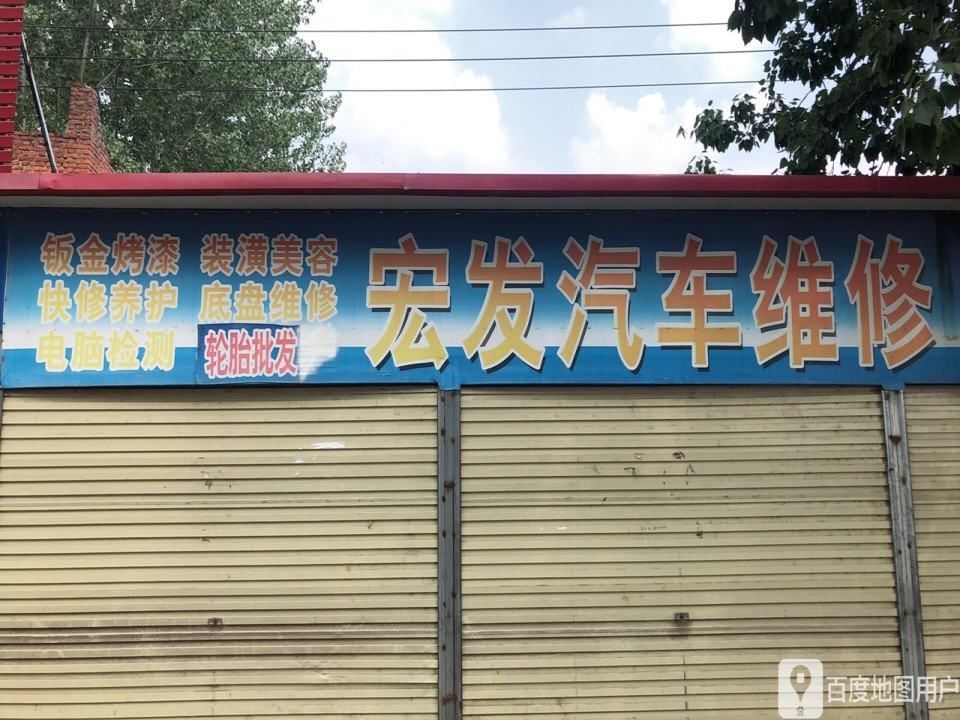 钣金烤漆 装潢美容
快修养护 底盘维修
电脑检测 轮胎批发
宏发汽车维修
百度地图用户